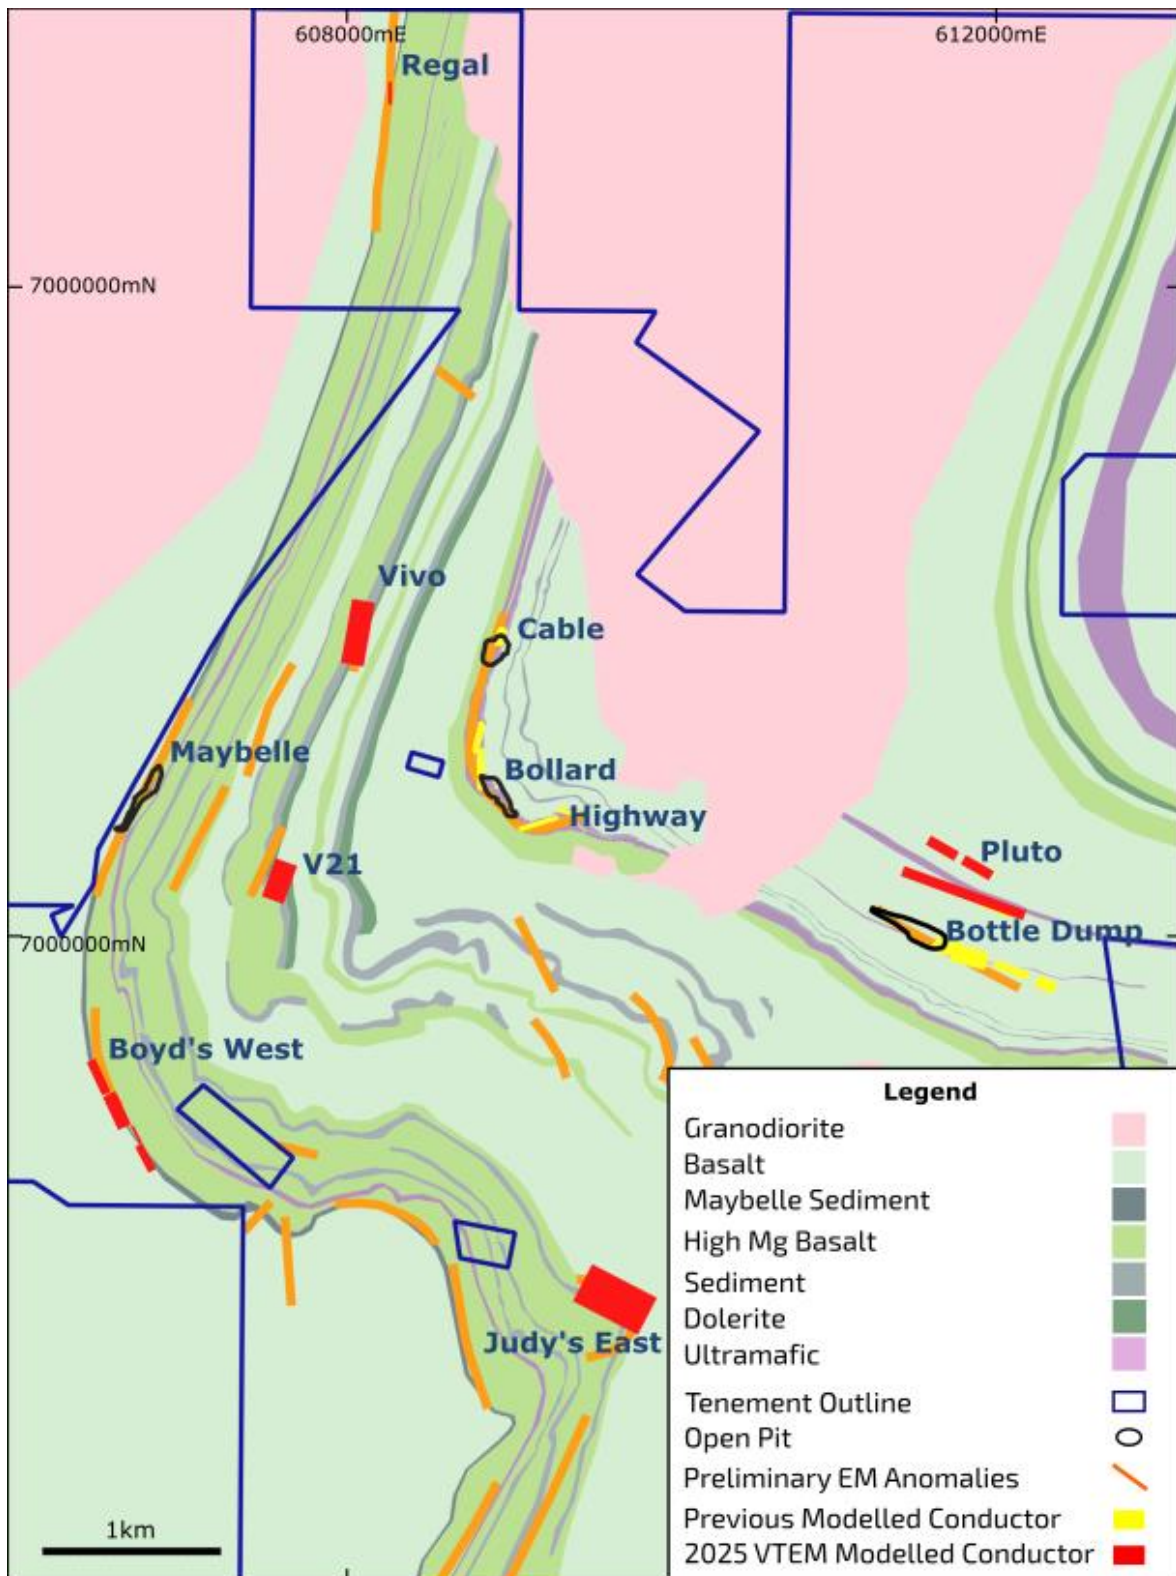 608000mE
612000mE
Regal
7000000mN
Vivo
Cable
Maybelle
Bollard
Highway
V21
Pluto
Bottle Dump
7000000mN
Boyd's West
Judy's East
Legend
Granodiorite
Basalt
Maybelle Sediment
High Mg Basalt
Sediment
Dolerite
Ultramafic
Tenement Outline
Open Pit
Preliminary EM Anomalies
Previous Modelled Conductor
2025 VTEM Modelled Conductor
1km